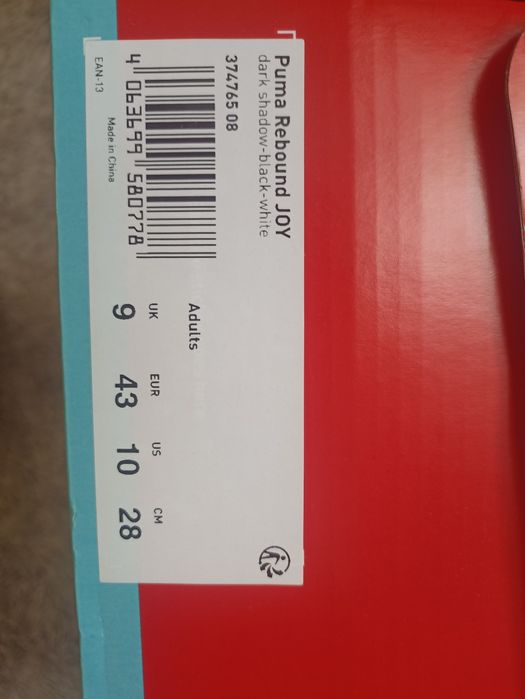 Puma Rebound JOY
dark shadow-black-white
374765 08
4 063699 580778
EAN-13
Made in China
Adults
UK EUR US CM
9 43 10 28